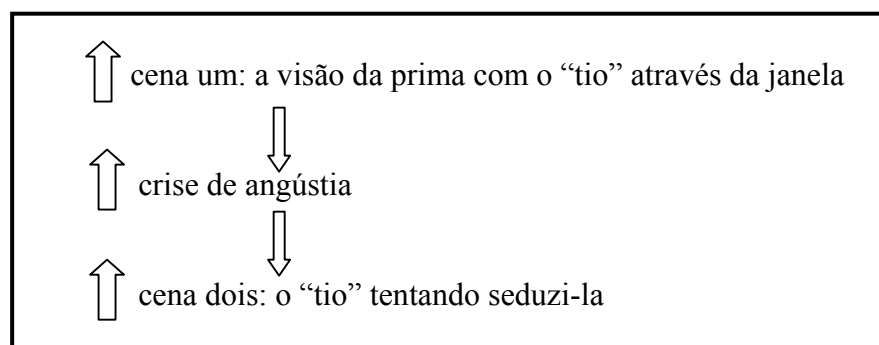 cena um: a visão da prima com o “tio” através da janela
crise de angústia
cena dois: o “tio” tentando seduzi-la